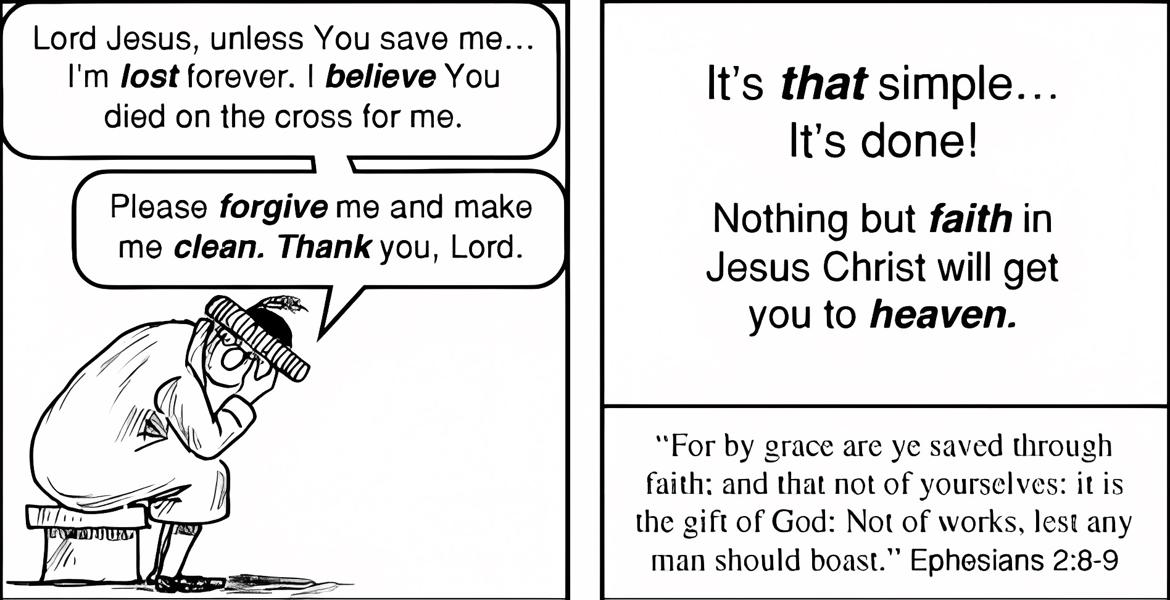 Lord Jesus, unless You save me...
I'm lost forever. I believe You
died on the cross for me.
Please forgive me and make
me clean. Thank you, Lord.
It's that simple...
It's done!
Nothing but faith in
Jesus Christ will get
you to heaven.
"For by grace are ye saved through
faith; and that not of yourselves: it is
the gift of God: Not of works, lest any
man should boast." Ephesians 2:8-9